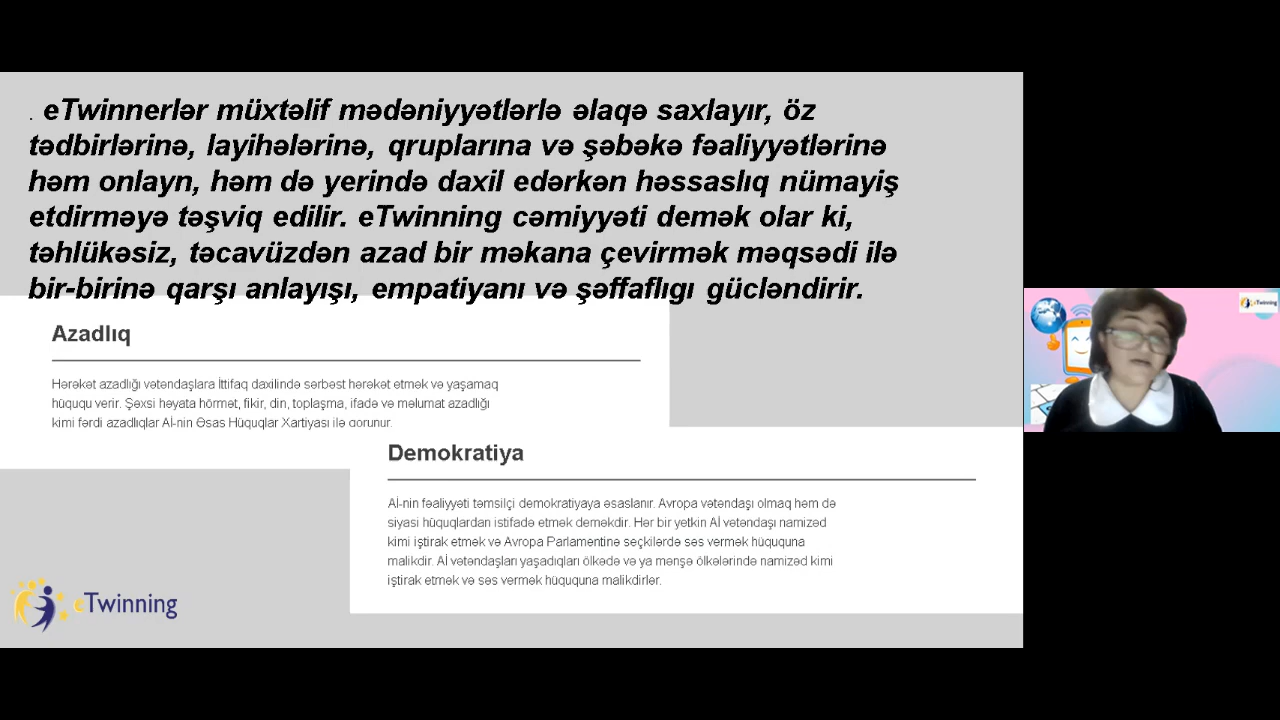 . eTwinnerlər müxtəlif mədəniyyətlərlə əlaqə saxlayır, öz
tədbirlərinə, layihələrinə, qruplarına və şəbəkə fəaliyyətlərinə
həm onlayn, həm də yerində daxil edərkən həssaslıq nümayiş
etdirməyə təşviq edilir. eTwinning cəmiyyəti demək olar ki,
təhlükəsiz, təcavüzdən azad bir məkana çevirmək məqsədi ilə
bir-birinə qarşı anlayışı, empatiyanı və şəffaflıgı gücləndirir.
Azadlıq
Hərəkət azadlığı vətəndaşlara İttifaq daxilində sərbəst hərəkət etmək və yaşamaq
hüququ verir. Şəxsi həyata hörmət, fikir, din, toplaşma, ifadə və məlumat azadlığı
kimi fərdi azadlıqlar Aİ-nin Əsas Hüquqlar Xartiyası ilə qorunur.
Demokratiya
Aİ-nin fəaliyyəti təmsilçi demokratiyaya əsaslanır. Avropa vətəndaşı olmaq həm də
siyasi hüquqlardan istifadə etmək deməkdir. Hər bir yetkin Aİ vətəndaşı namizəd
kimi iştirak etmək və Avropa Parlamentinə seçkilərdə səs vermək hüququna
malikdir. Aİ vətəndaşları yaşadıqları ölkədə və ya mənşə ölkələrində namizəd kimi
iştirak etmək və səs vermək hüququna malikdirlər.
eTwinning
eTwinning